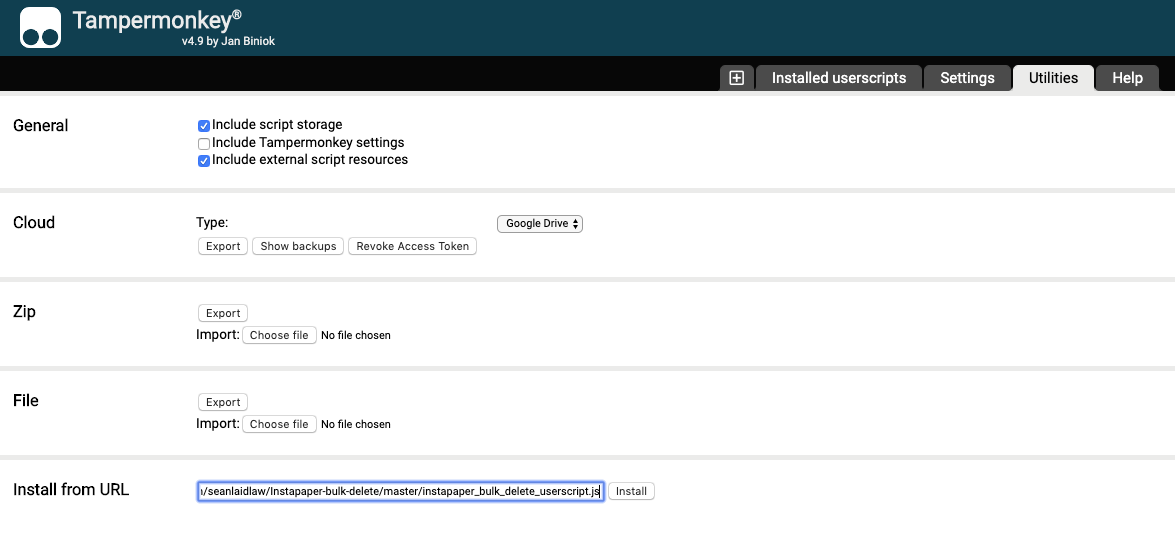 Tampermonkey®
v4.9 by Jan Biniok
Installed userscripts Settings Utilities Help
General
Include script storage
Include Tampermonkey settings
Include external script resources
Cloud Type: Google Drive
Export Show backups Revoke Access Token
Zip Export
Import: Choose file No file chosen
File Export
Import: Choose file No file chosen
Install from URL /seanlaidlaw/Instapaper-bulk-delete/master/instapaper_bulk_delete_userscript.js Install